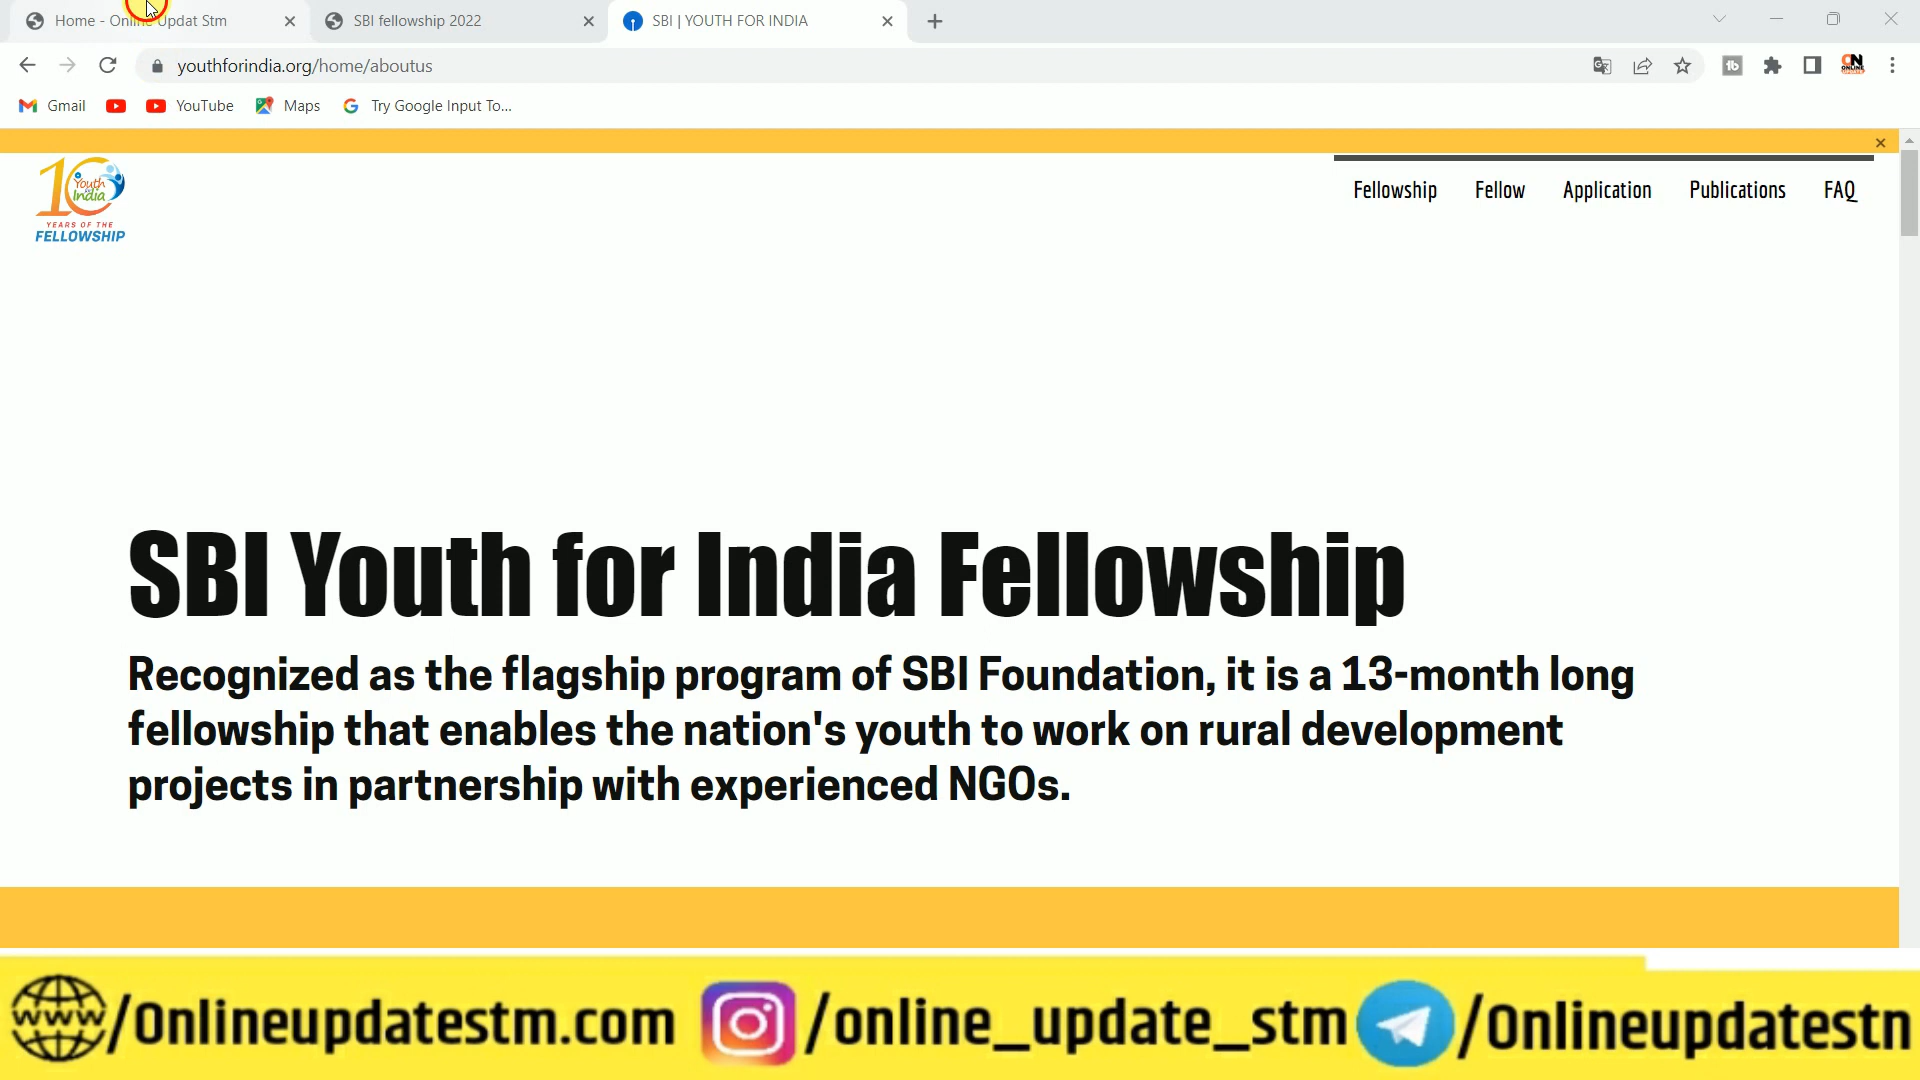 Home - Online Updat Stm
SBI fellowship 2022
SBI | YOUTH FOR INDIA
youthforindia.org/home/aboutus
Gmail
YouTube
Maps
Try Google Input To...
10
Youth
for
India
YEARS OF THE
FELLOWSHIP
Fellowship
Fellow
Application
Publications
FAQ
SBI Youth for India Fellowship
Recognized as the flagship program of SBI Foundation, it is a 13-month long
fellowship that enables the nation's youth to work on rural development
projects in partnership with experienced NGOs.
www /Onlineupdatestm.com
/online_update_stm
/Onlineupdatestn